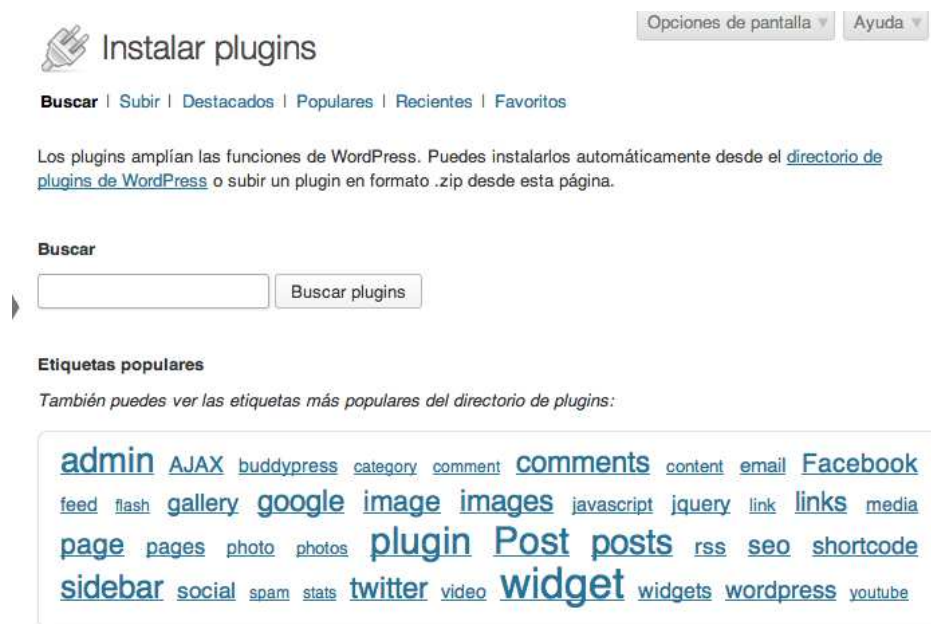 Opciones de pantalla Ayuda
Instalar plugins
Buscar | Subir | Destacados | Populares | Recientes | Favoritos
Los plugins amplían las funciones de WordPress. Puedes instalarlos automáticamente desde el directorio de
plugins de WordPress o subir un plugin en formato .zip desde esta página.
Buscar
Buscar plugins
Etiquetas populares
También puedes ver las etiquetas más populares del directorio de plugins:
admin AJAX buddypress category comment comments content email Facebook
feed flash gallery google image images javascript jquery link links media
page pages photo photos plugin Post posts rss seo shortcode
sidebar social spam stats twitter video widget widgets wordpress youtube